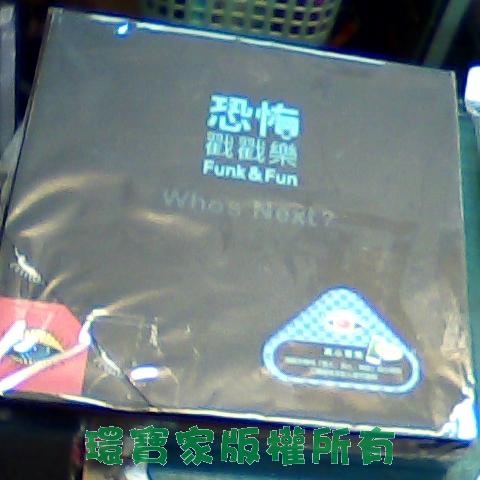 恐怖
戳戳樂
Funk&Fun
Who's Next?
環寶家版權所有